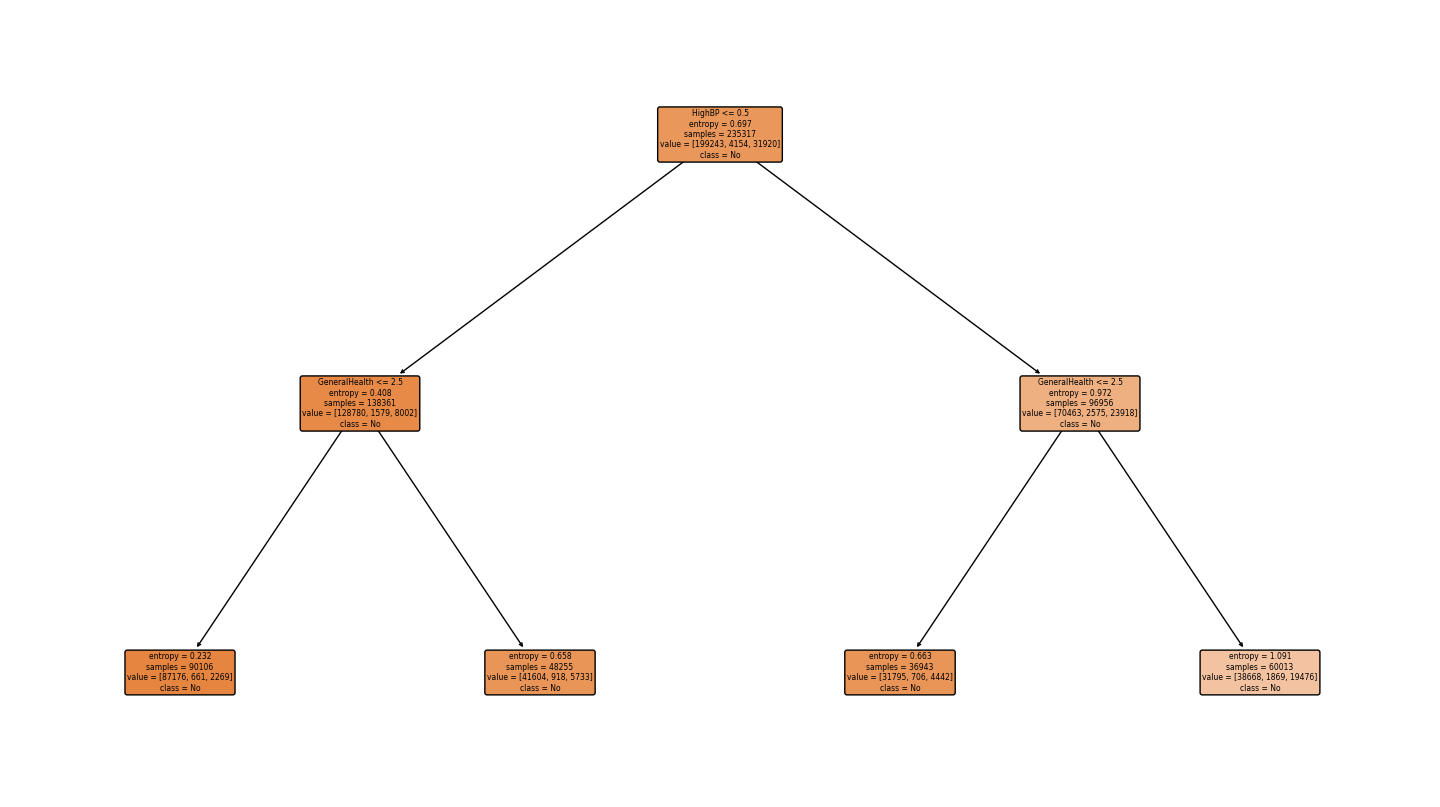 HighBP <= 0.5
entropy = 0.697
samples = 235317
value = [199243, 4154, 31920]
class = No
GeneralHealth <= 2.5
entropy = 0.408
samples = 138361
value = [128780, 1579, 8002]
class = No
GeneralHealth <= 2.5
entropy = 0.972
samples = 96956
value = [70463, 2575, 23918]
class = No
entropy = 0.232
samples = 90106
value = [87176, 661, 2269]
class = No
entropy = 0.658
samples = 48255
value = [41604, 918, 5733]
class = No
entropy = 0.663
samples = 36943
value = [31795, 706, 4442]
class = No
entropy = 1.091
samples = 60013
value = [38668, 1869, 19476]
class = No